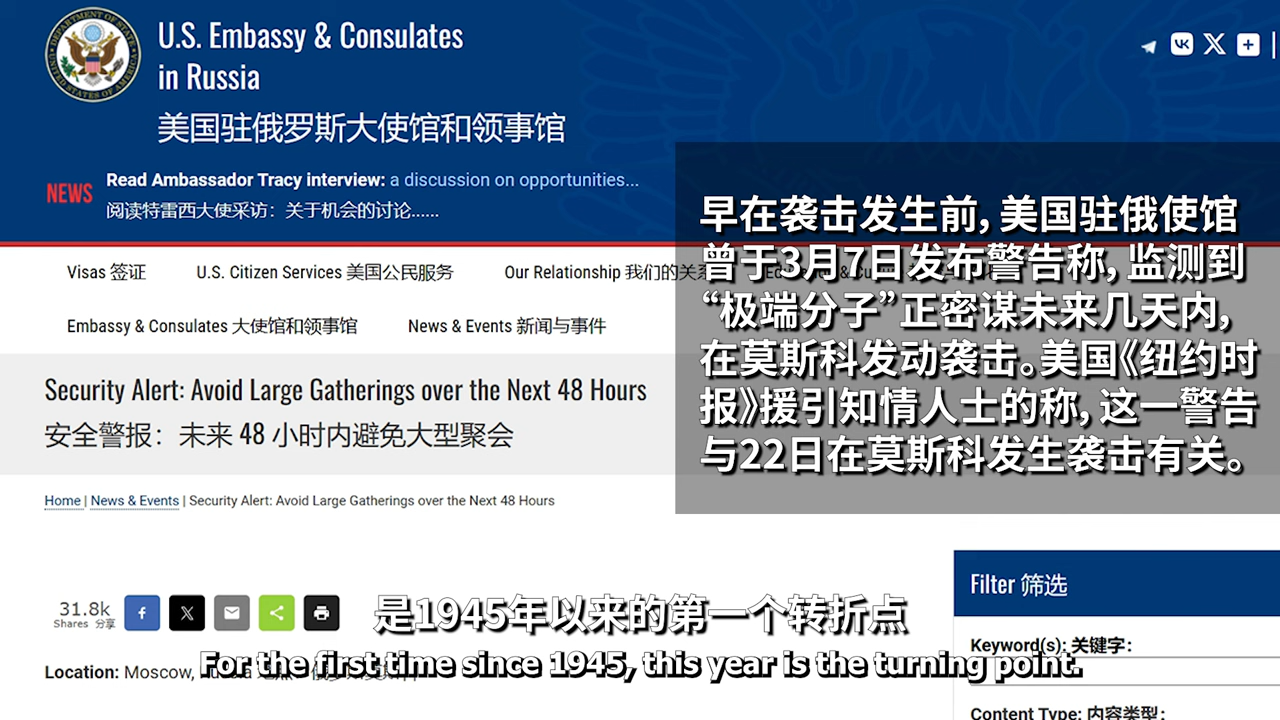 U.S. Embassy & Consulates
in Russia
美国驻俄罗斯大使馆和领事馆
NEWS
Read Ambassador Tracy interview: a discussion on opportunities...
阅读特雷西大使采访：关于机会的讨论......
早在袭击发生前，美国驻俄使馆
曾于3月7日发布警告称，监测到
“极端分子”正密谋未来几天内，
在莫斯科发动袭击。美国《纽约时
报》援引知情人士的称，这一警告
与22日在莫斯科发生袭击有关。
Visas 签证 U.S. Citizen Services 美国公民服务 Our Relationship 我们的关系
Embassy & Consulates 大使馆和领事馆 News & Events 新闻与事件
Security Alert: Avoid Large Gatherings over the Next 48 Hours
安全警报：未来 48 小时内避免大型聚会
Home | News & Events | Security Alert: Avoid Large Gatherings over the Next 48 Hours
31.8k
Shares 分享
Filter 筛选
Keyword(s): 关键字：
Location: Moscow,
Content Type: 内容类型：
是1945年以来的第一个转折点
For the first time since 1945, this year is the turning point.